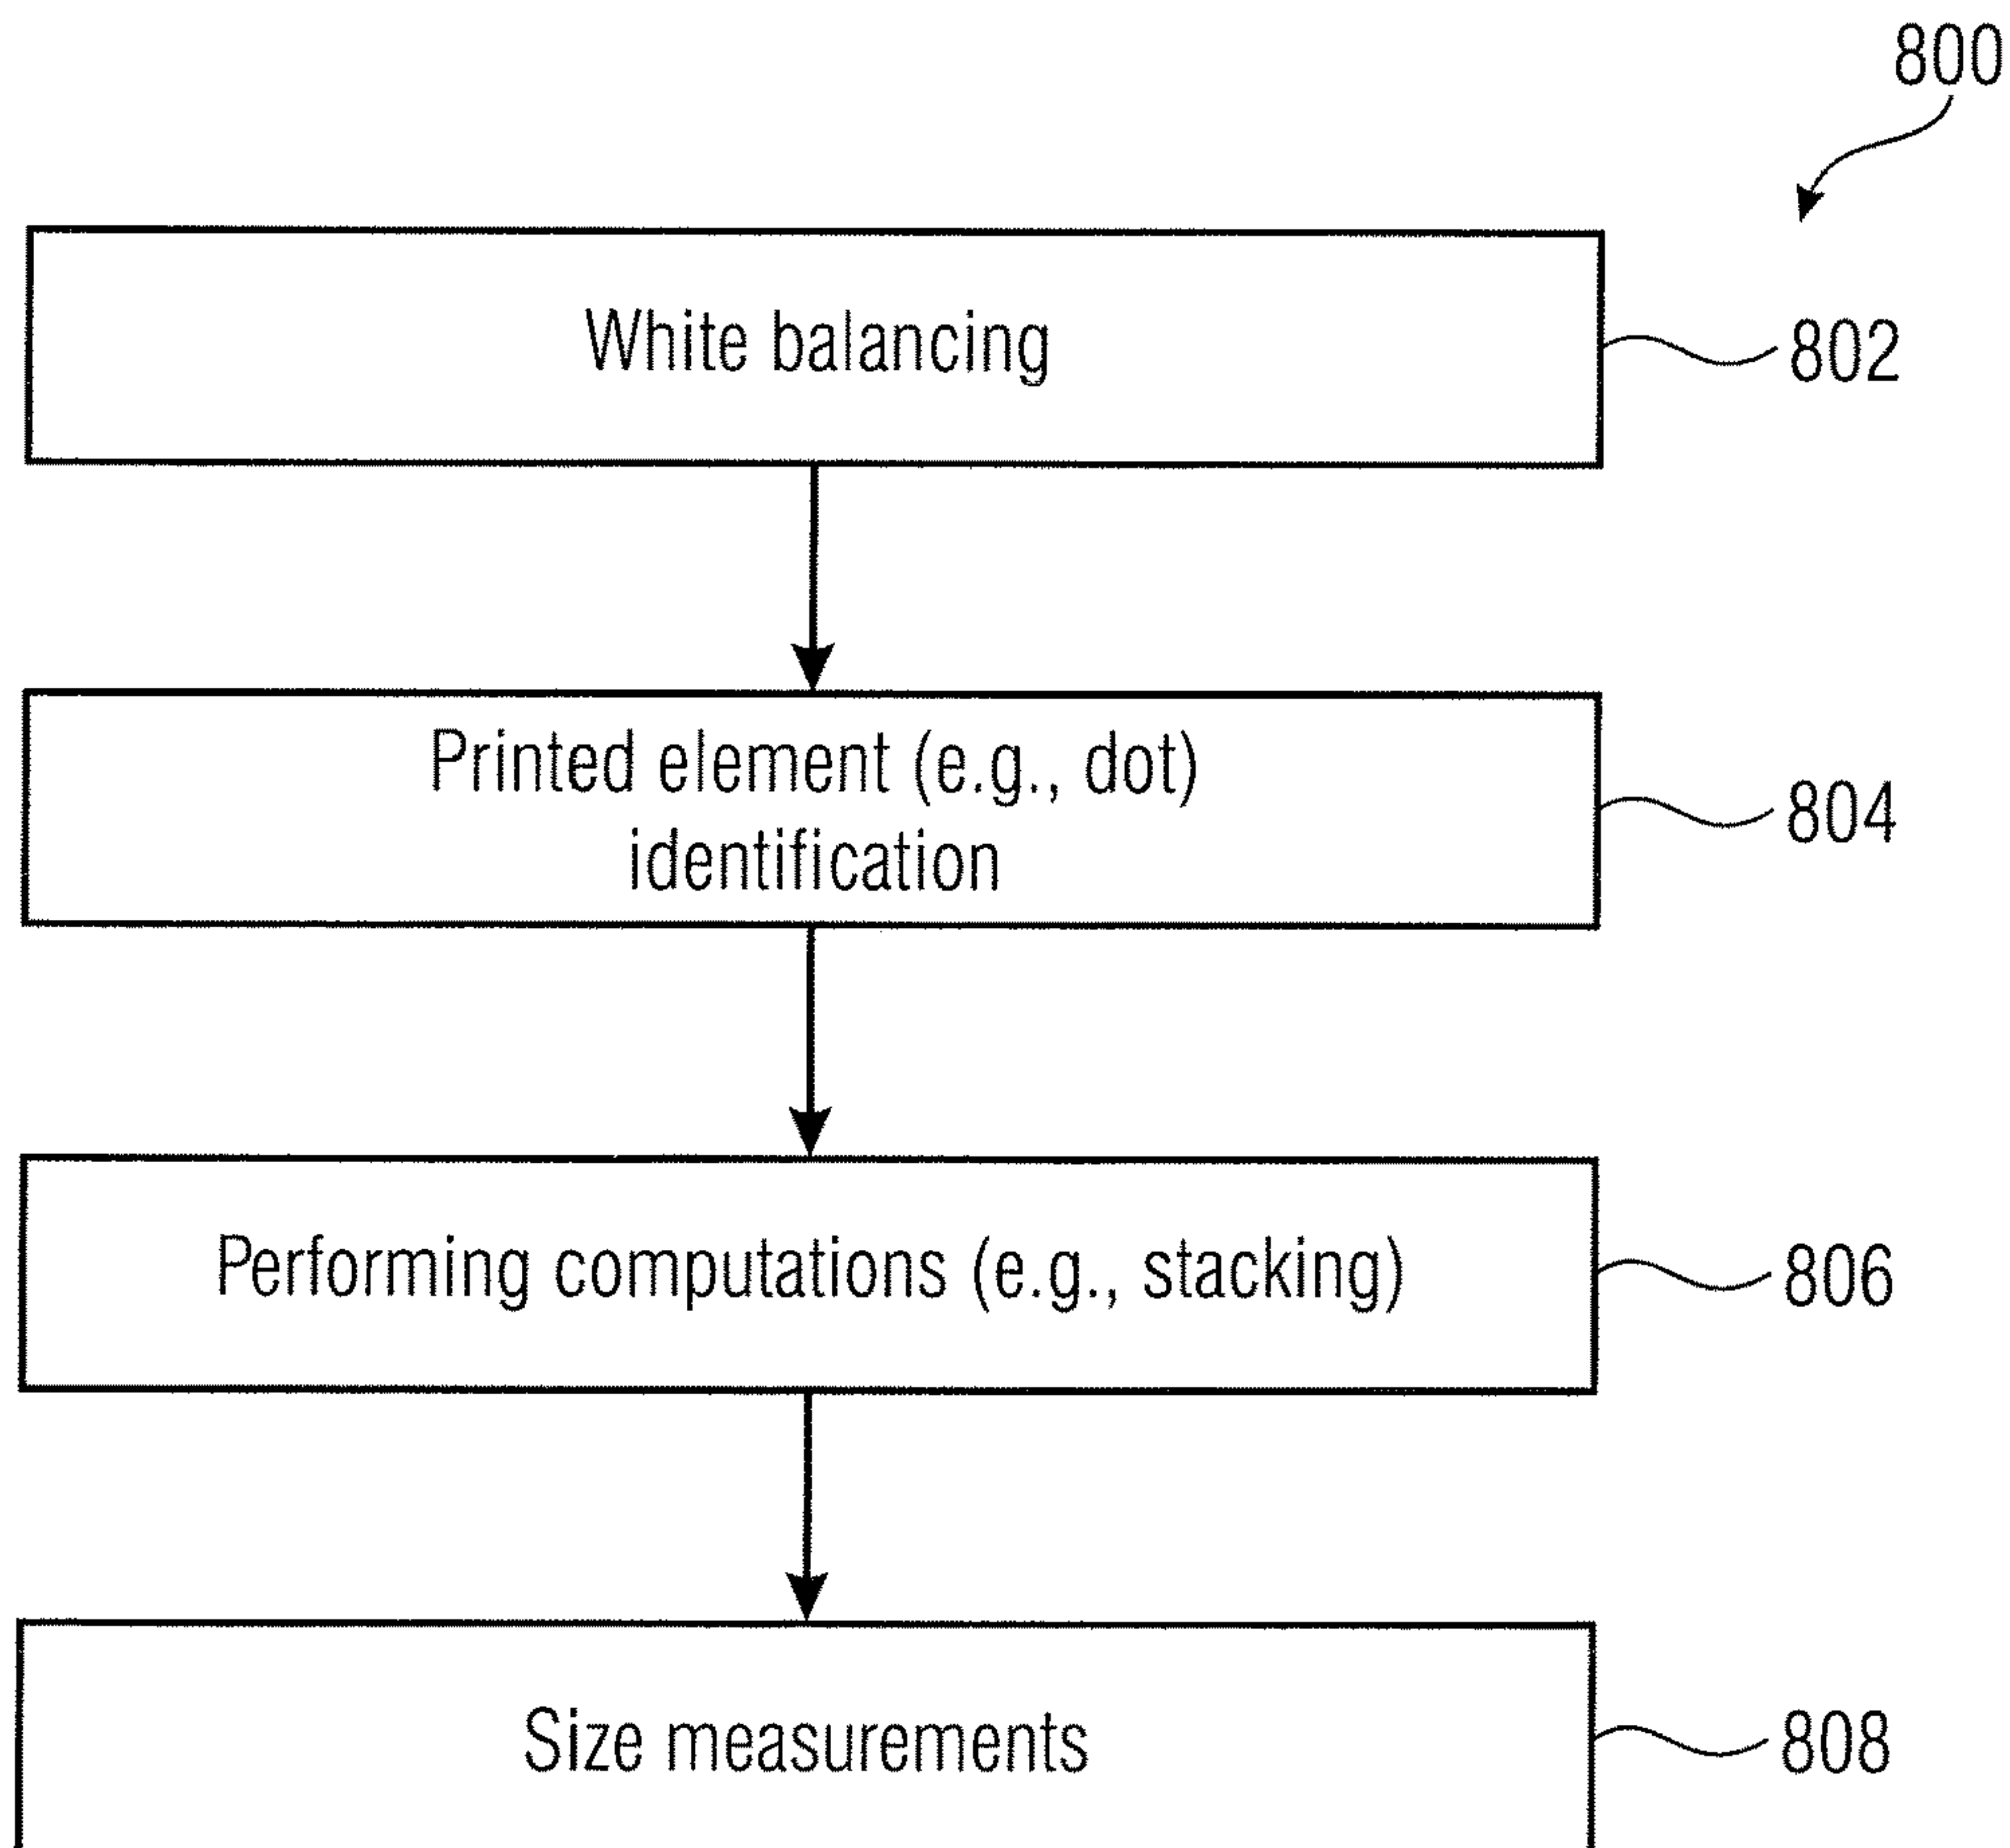 800
White balancing
802
Printed element (e.g., dot)
identification
804
Performing computations (e.g., stacking)
806
Size measurements
808